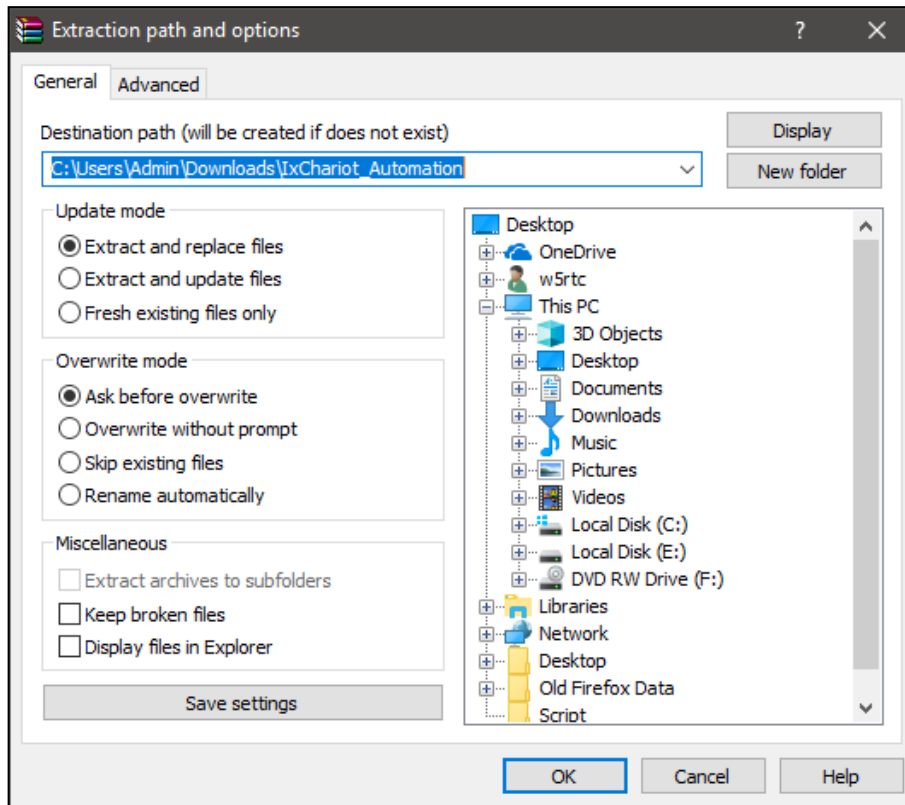 Extraction path and options
?
General
Advanced
Destination path (will be created if does not exist)
Display
C:\Users\Admin\Downloads\IxChariot_Automation
New folder
Update mode
Extract and replace files
Extract and update files
Fresh existing files only
Overwrite mode
Ask before overwrite
Overwrite without prompt
Skip existing files
Rename automatically
Miscellaneous
Extract archives to subfolders
Keep broken files
Display files in Explorer
Save settings
Desktop
OneDrive
w5rtc
This PC
3D Objects
Desktop
Documents
Downloads
Music
Pictures
Videos
Local Disk (C:)
Local Disk (E:)
DVD RW Drive (F:)
Libraries
Network
Desktop
Old Firefox Data
Script
OK
Cancel
Help